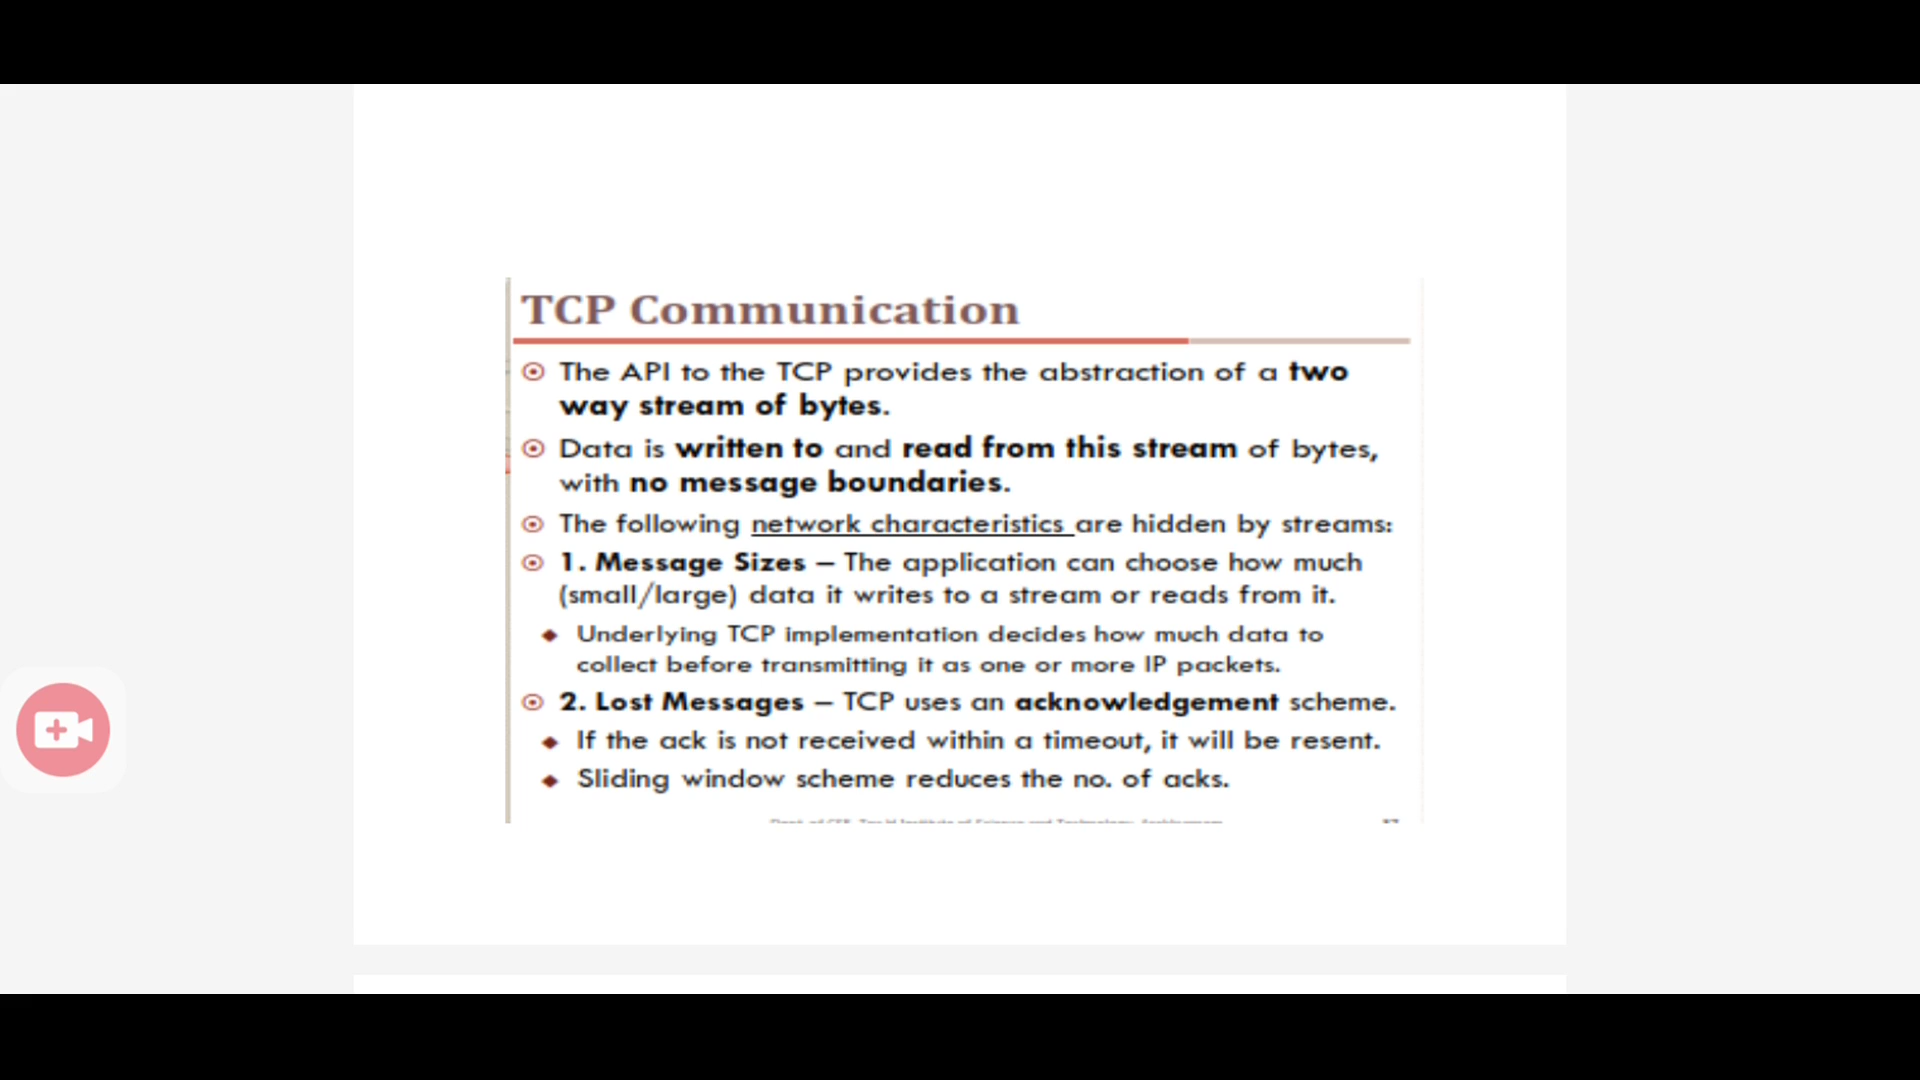 TCP Communication
The API to the TCP provides the abstraction of a two
way stream of bytes.
Data is written to and read from this stream of bytes,
with no message boundaries.
The following network characteristics are hidden by streams:
1. Message Sizes – The application can choose how much
(small/large) data it writes to a stream or reads from it.
Underlying TCP implementation decides how much data to
collect before transmitting it as one or more IP packets.
2. Lost Messages – TCP uses an acknowledgement scheme.
If the ack is not received within a timeout, it will be resent.
Sliding window scheme reduces the no. of acks.